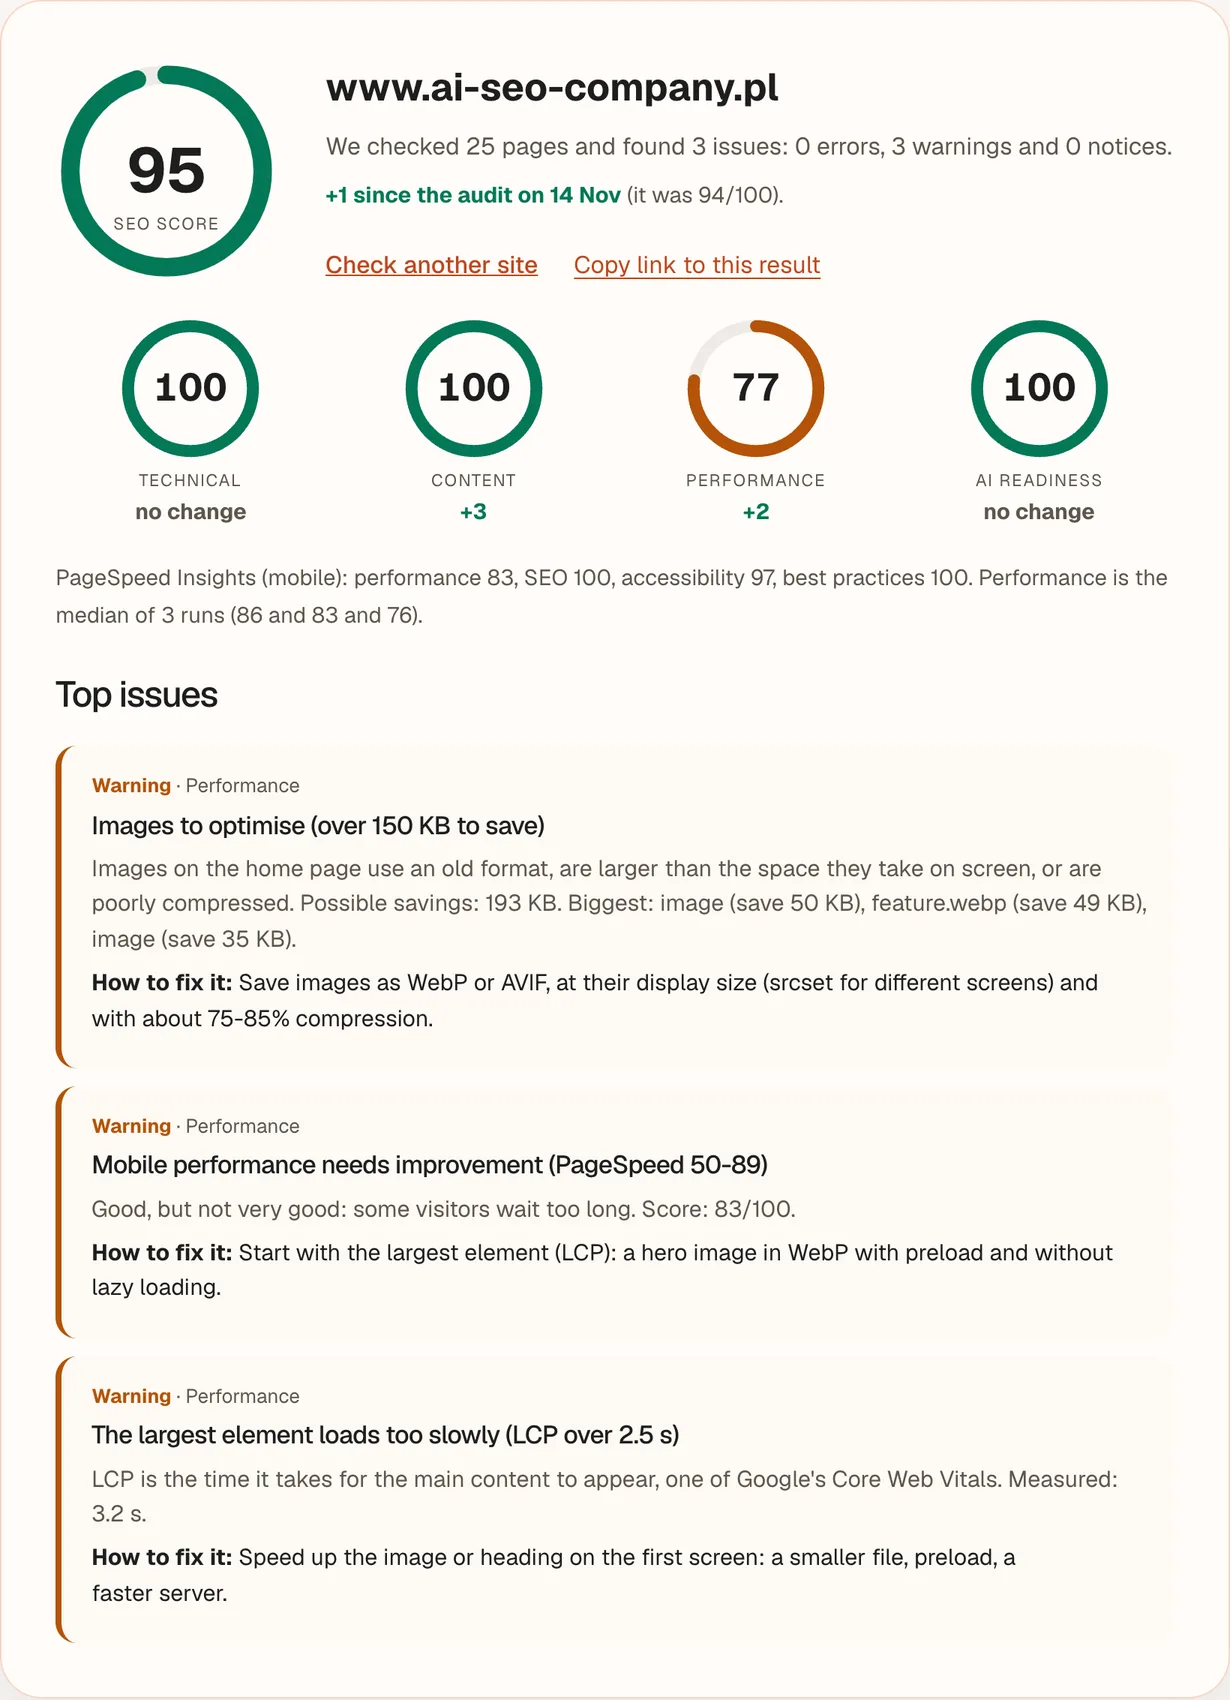 95
SEO SCORE
www.ai-seo-company.pl
We checked 25 pages and found 3 issues: 0 errors, 3 warnings and 0 notices.
+1 since the audit on 14 Nov (it was 94/100).
Check another site Copy link to this result
100 100 77 100
TECHNICAL CONTENT PERFORMANCE AI READINESS
no change +3 +2 no change
PageSpeed Insights (mobile): performance 83, SEO 100, accessibility 97, best practices 100. Performance is the
median of 3 runs (86 and 83 and 76).
Top issues
Warning · Performance
Images to optimise (over 150 KB to save)
Images on the home page use an old format, are larger than the space they take on screen, or are
poorly compressed. Possible savings: 193 KB. Biggest: image (save 50 KB), feature.webp (save 49 KB),
image (save 35 KB).
How to fix it: Save images as WebP or AVIF, at their display size (srcset for different screens) and
with about 75-85% compression.
Warning · Performance
Mobile performance needs improvement (PageSpeed 50-89)
Good, but not very good: some visitors wait too long. Score: 83/100.
How to fix it: Start with the largest element (LCP): a hero image in WebP with preload and without
lazy loading.
Warning · Performance
The largest element loads too slowly (LCP over 2.5 s)
LCP is the time it takes for the main content to appear, one of Google's Core Web Vitals. Measured:
3.2 s.
How to fix it: Speed up the image or heading on the first screen: a smaller file, preload, a
faster server.